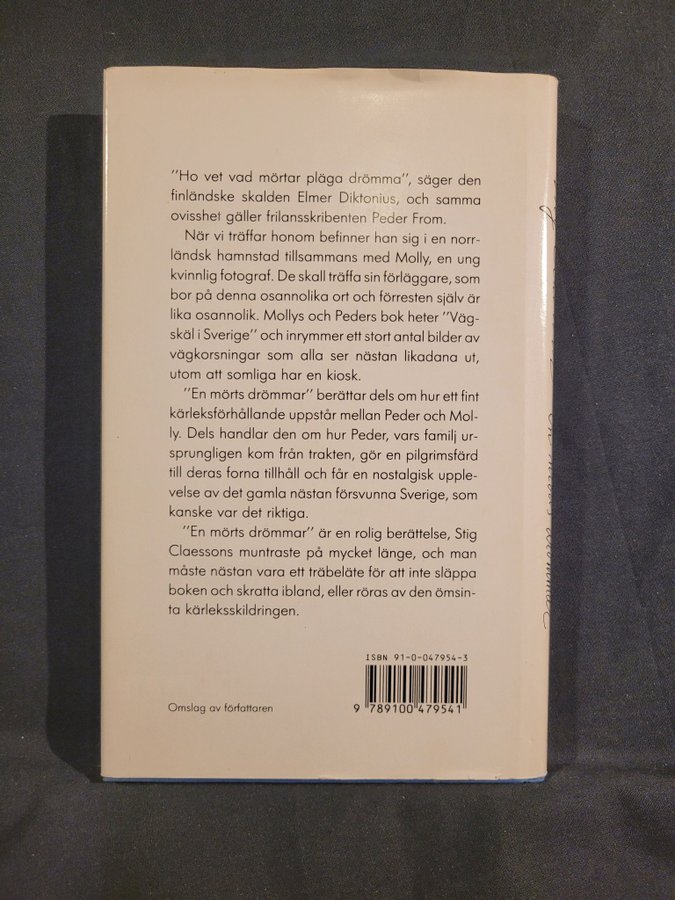 "Ho vet vad mörtar pläga drömma", säger den
finländske skalden Elmer Diktonius, och samma
ovisshet gäller frilansskribenten Peder From.
När vi träffar honom befinner han sig i en norr-
ländsk hamnstad tillsammans med Molly, en ung
kvinnlig fotograf. De skall träffa sin förläggare, som
bor på denna osannolika ort och förresten själv är
lika osannolik. Mollys och Peders bok heter "Väg-
skäl i Sverige" och inrymmer ett stort antal bilder av
vägkorsningar som alla ser nästan likadana ut,
utom att somliga har en kiosk.
"En mörts drömmar" berättar dels om hur ett fint
kärleksförhållande uppstår mellan Peder och Mol-
ly. Dels handlar den om hur Peder, vars familj ur-
sprungligen kom från trakten, gör en pilgrimsfärd
till deras forna tillhåll och får en nostalgisk upple-
velse av det gamla nästan försvunna Sverige, som
kanske var det riktiga.
"En mörts drömmar" är en rolig berättelse, Stig
Claessons muntraste på mycket länge, och man
måste nästan vara ett träbeläte för att inte släppa
boken och skratta ibland, eller röras av den ömsin-
ta kärleksskildringen.
ISBN 91-0-047954-3
9 789100 479541
Omslag av författaren